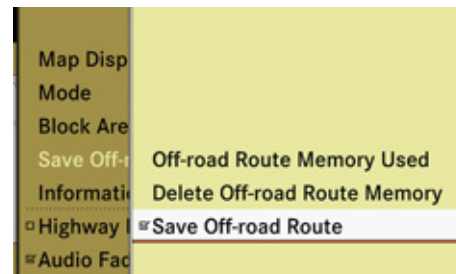 Map Disp
Mode
Block Are
Save Off-r
Informati
Highway
Audio Fad
Off-road Route Memory Used
Delete Off-road Route Memory
Save Off-road Route